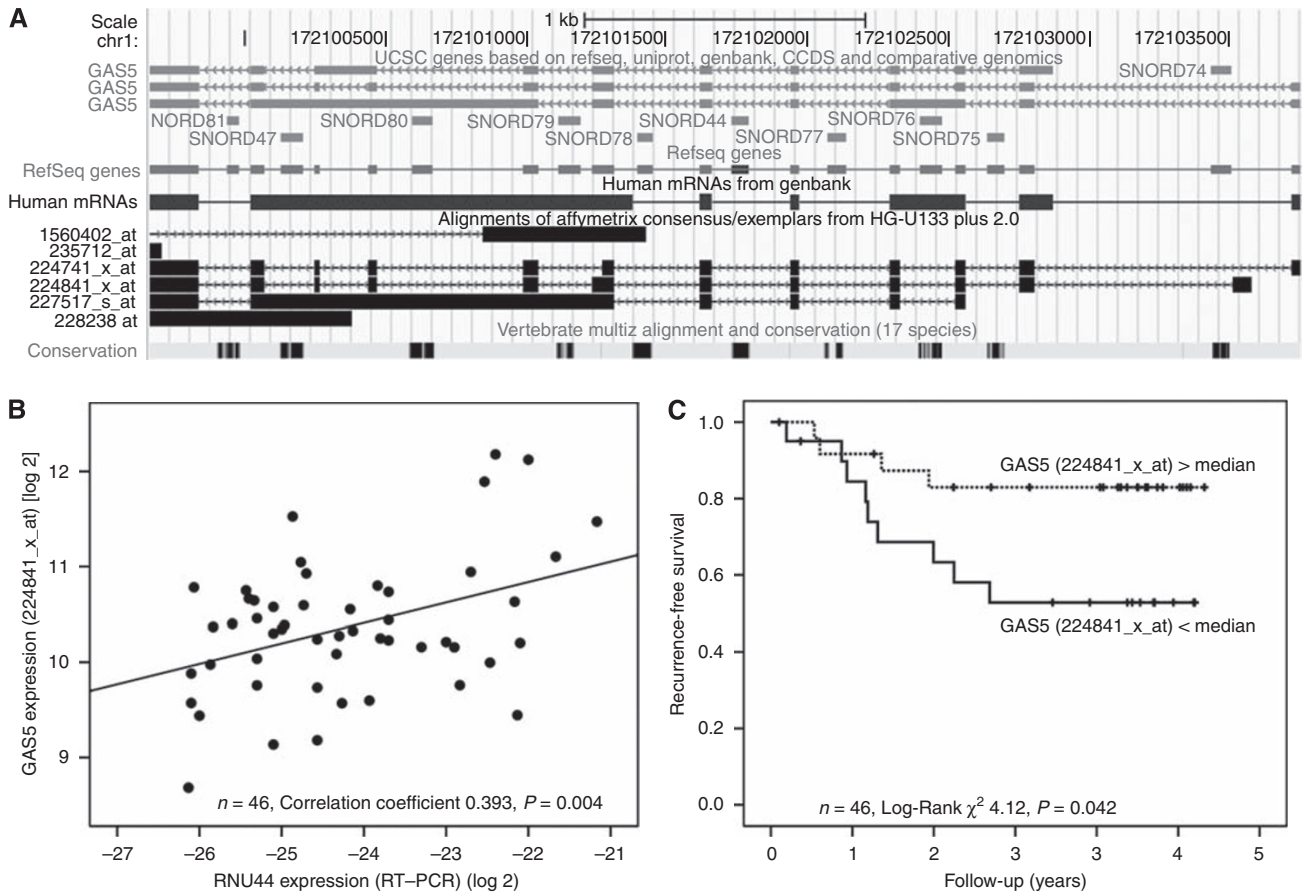 A
Scale
1 kb
chr1:
172100500 172101000 172101500 172102000 172102500 172103000 172103500
UCSC genes based on refseq, uniprot, genbank, CCDS and comparative genomics
GAS5
SNORD74
GAS5
GAS5
NORD81 SNORD80 SNORD79 SNORD44 SNORD76
SNORD47 SNORD78 SNORD77 SNORD75
Refseq genes
RefSeq genes
Human mRNAs from genbank
Human mRNAs
Alignments of affymetrix consensus/exemplars from HG-U133 plus 2.0
1560402_at
235712_at
224741_x_at
224841_x_at
227517_s_at
228238 at
Vertebrate multiz alignment and conservation (17 species)
Conservation
B
GAS5 expression (224841_x_at) [log 2]
12
11
10
9
n = 46, Correlation coefficient 0.393, P = 0.004
–27 –26 –25 –24 –23 –22 –21
RNU44 expression (RT–PCR) (log 2)
C
Recurrence-free survival
1.0
0.8
0.6
0.4
0.2
0.0
GAS5 (224841_x_at) > median
GAS5 (224841_x_at) < median
n = 46, Log-Rank χ² 4.12, P = 0.042
0 1 2 3 3 4 5
Follow-up (years)